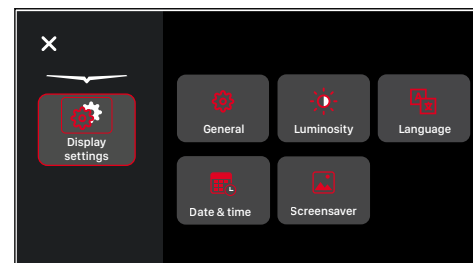 Display
settings
General
Luminosity
Language
Date & time
Screensaver